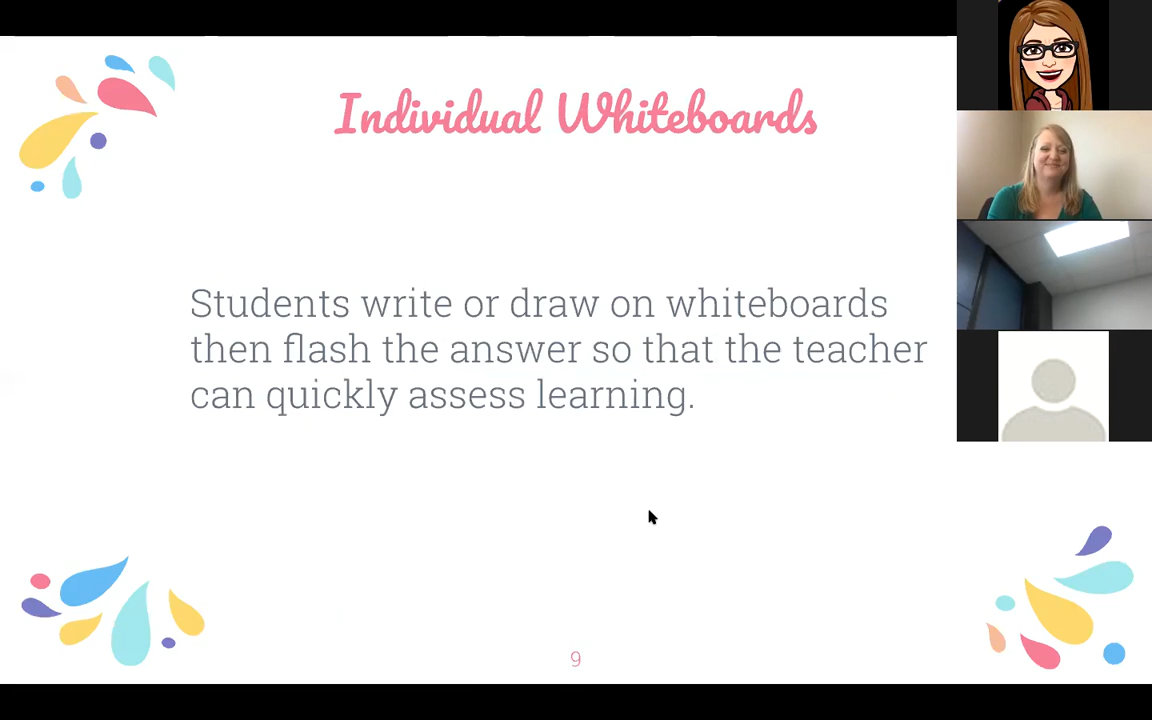 Individual Whiteboards
Students write or draw on whiteboards
then flash the answer so that the teacher
can quickly assess learning.
9